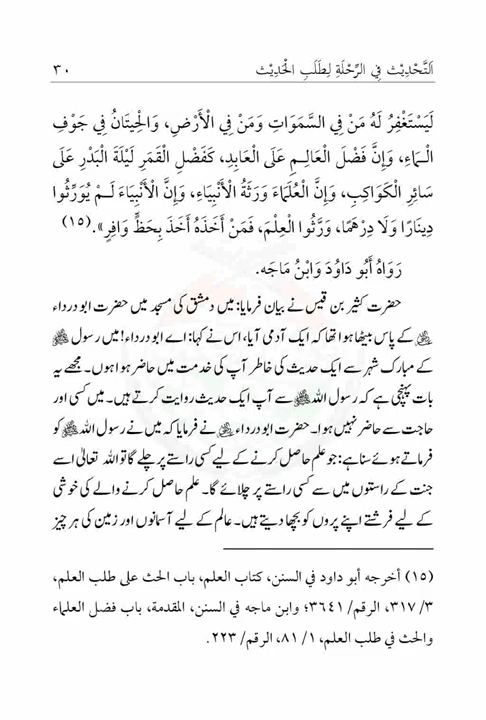 اَلتَّحْدِيْث فِي الرِّحْلَةِ لِطَلَبِ الْحَدِيْث
٣٠
لَيَسْتَغْفِرُ لَهُ مَنْ فِي السَّمَوَاتِ وَمَنْ فِي الْأَرْضِ، وَالْحِيتَانُ فِي جَوْفِ
الْمَاءِ، وَإِنَّ فَضْلَ الْعَالِمِ عَلَى الْعَابِدِ، كَفَضْلِ الْقَمَرِ لَيْلَةَ الْبَدْرِ عَلَى
سَائِرِ الْكَوَاكِبِ، وَإِنَّ الْعُلَمَاءَ وَرَثَةُ الْأَنْبِيَاءِ، وَإِنَّ الْأَنْبِيَاءَ لَمْ يُوَرِّثُوا
دِينَارًا وَلَا دِرْهَمًا، وَرَّثُوا الْعِلْمَ، فَمَنْ أَخَذَهُ أَخَذَ بِحَظٍّ وَافِرٍ». (١٥)
رَوَاهُ أَبُو دَاوُدَ وَابْنُ مَاجَه.
حضرت کثیر بن قیس نے بیان فرمایا: میں دمشق کی مسجد میں حضرت ابو درداء
ؓ کے پاس بیٹھا ہوا تھا کہ ایک آدمی آیا، اس نے کہا: اے ابو درداء! میں رسول اللہ ﷺ
کے مبارک شہر سے ایک حدیث کی خاطر آپ کی خدمت میں حاضر ہوا ہوں۔ مجھے یہ
بات پہنچی ہے کہ رسول اللہ ﷺ سے آپ ایک حدیث روایت کرتے ہیں۔ میں کسی اور
حاجت سے حاضر نہیں ہوا۔ حضرت ابو درداء ؓ نے فرمایا کہ میں نے رسول اللہ ﷺ کو
فرماتے ہوئے سنا ہے: جو علم حاصل کرنے کے لیے کسی راستے پر چلے گا تو اللہ تعالیٰ اسے
جنت کے راستوں میں سے کسی راستے پر چلائے گا۔ علم حاصل کرنے والے کی خوشی
کے لیے فرشتے اپنے پروں کو بچھا دیتے ہیں۔ عالم کے لیے آسمانوں اور زمین کی ہر چیز
(١٥) أخرجه أبو داود في السنن، كتاب العلم، باب الحث على طلب العلم،
٣/ ٣١٧، الرقم/ ٣٦٤١؛ وابن ماجه في السنن، المقدمة، باب فضل العلماء
والحث في طلب العلم، ١/ ٨١، الرقم/ ٢٢٣.